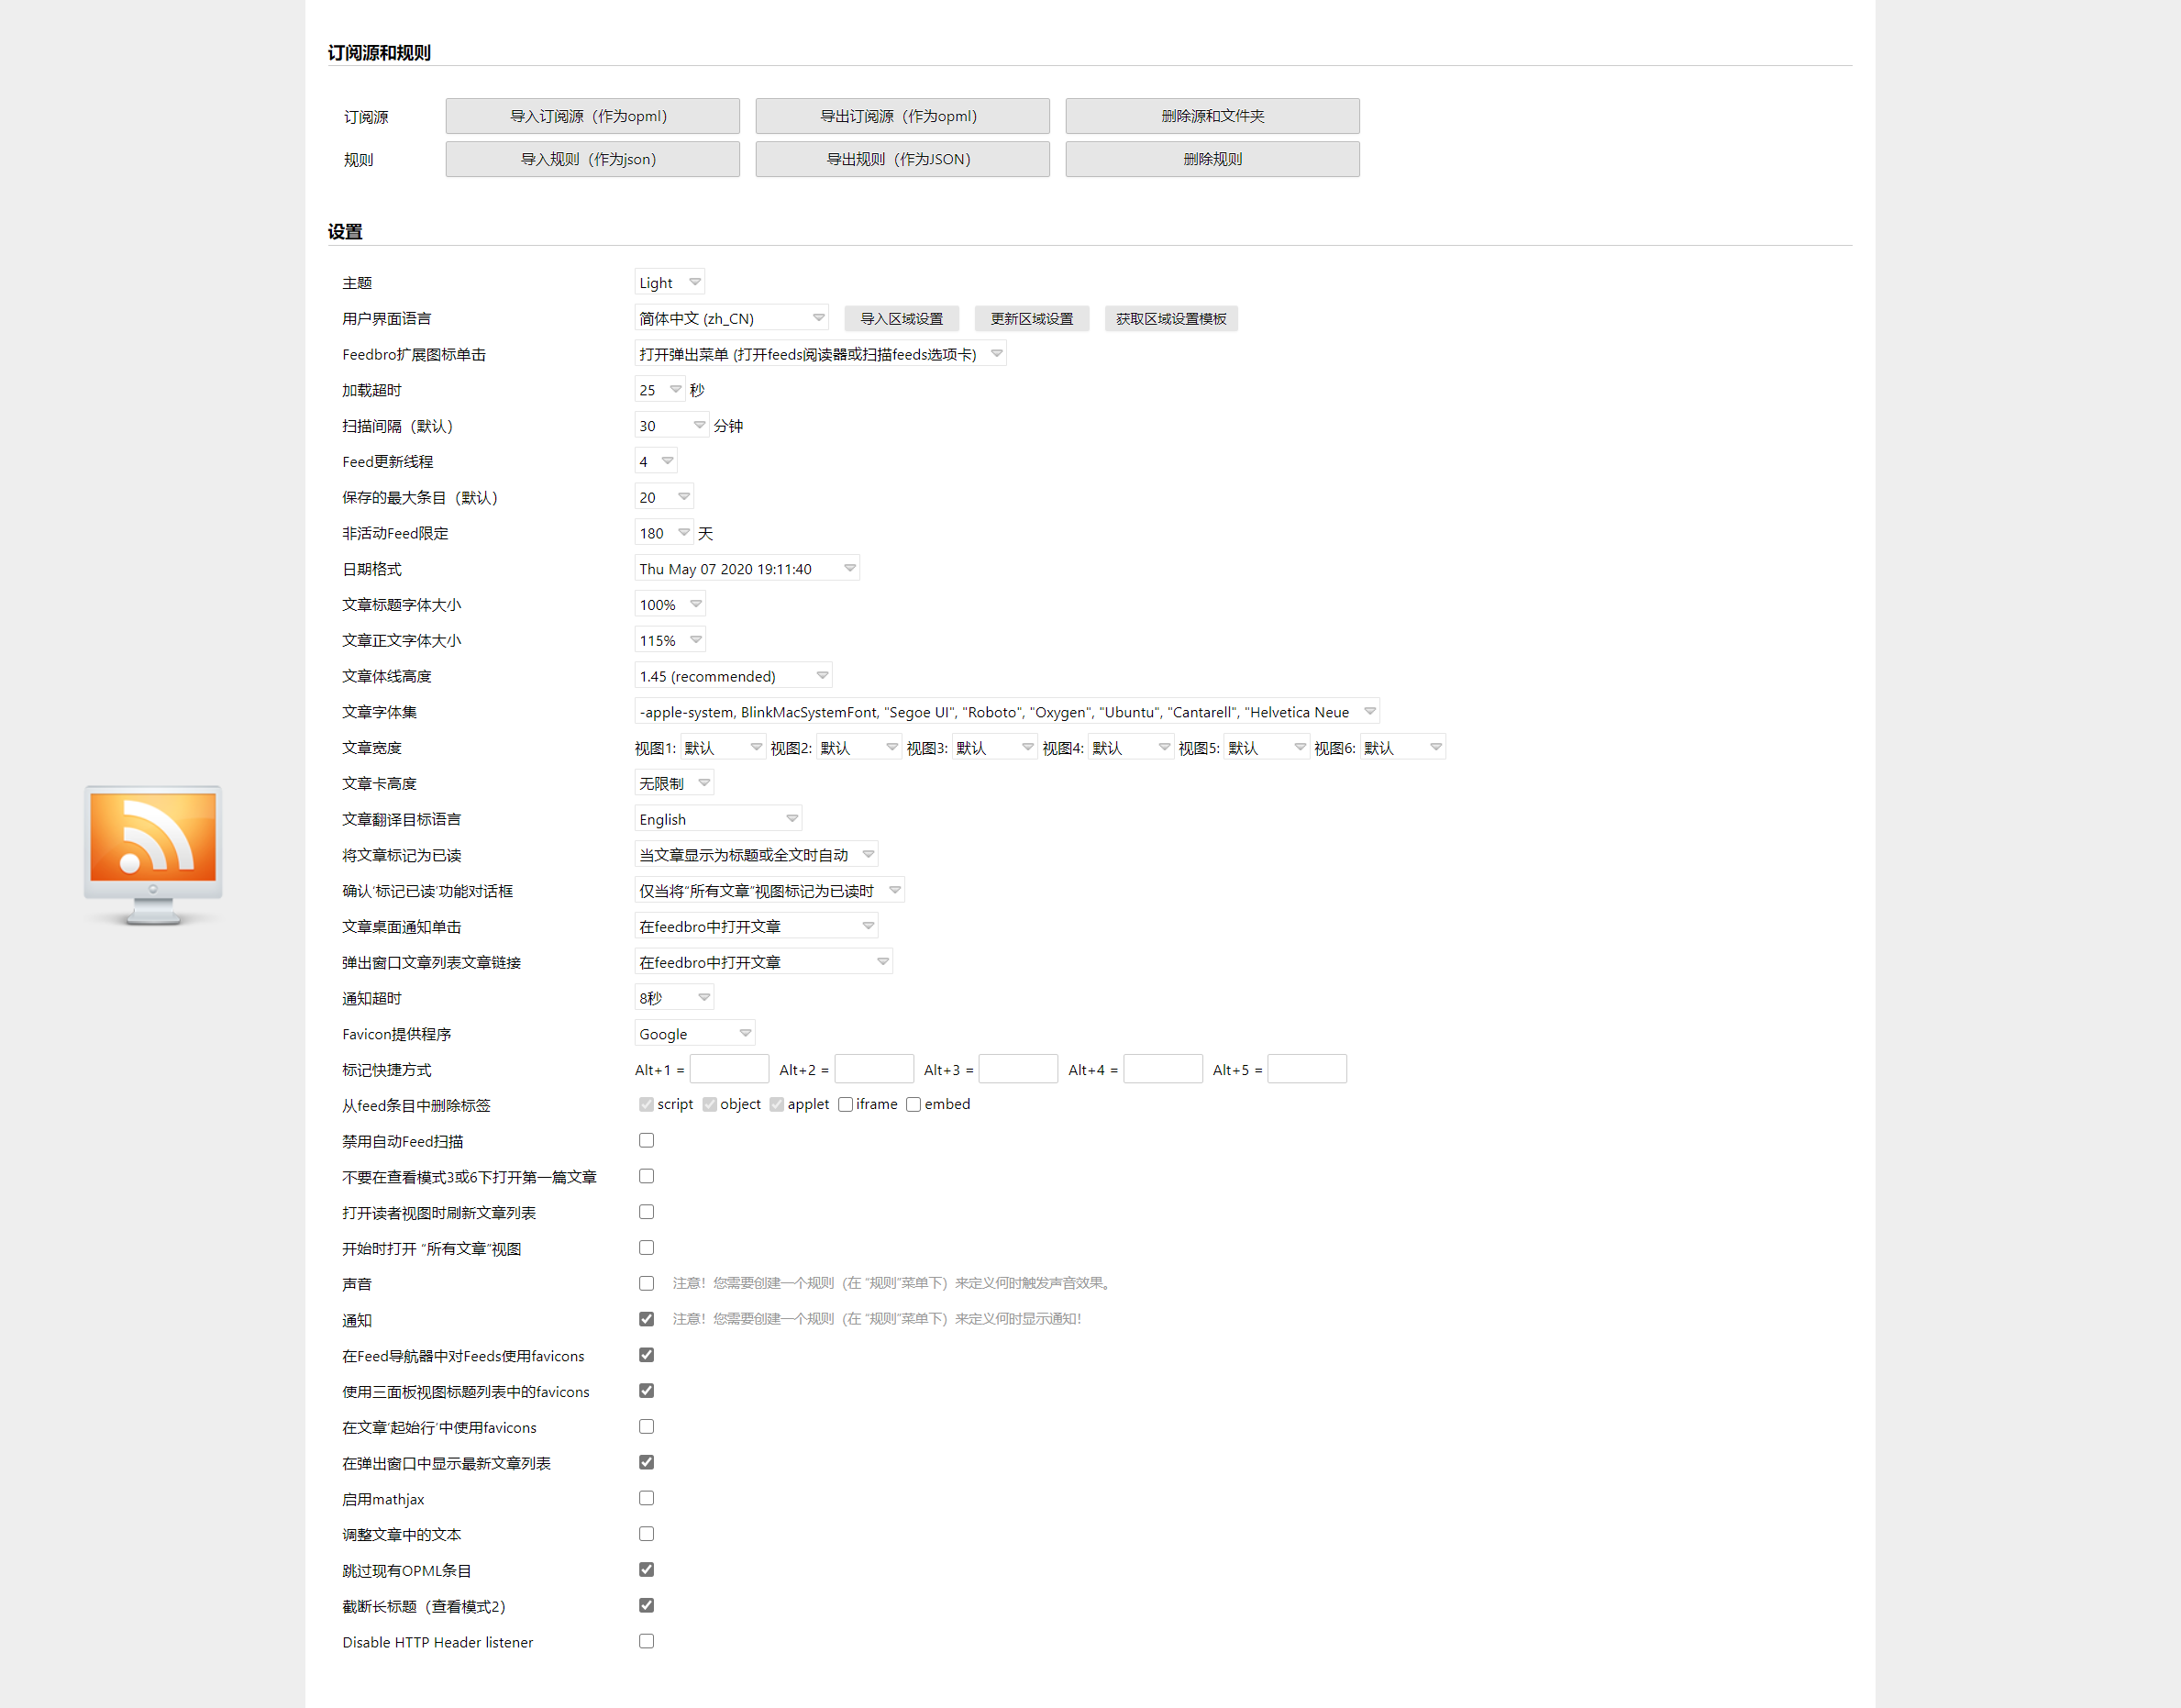 订阅源和规则
订阅源 导入订阅源（作为opml） 导出订阅源（作为opml） 删除源和文件夹
规则 导入规则（作为json） 导出规则（作为JSON） 删除规则
设置
主题 Light
用户界面语言 简体中文 (zh_CN) 导入区域设置 更新区域设置 获取区域设置模板
Feedbro扩展图标单击 打开弹出菜单 (打开feeds阅读器或扫描feeds选项卡)
加载超时 25 秒
扫描间隔（默认） 30 分钟
Feed更新线程 4
保存的最大条目（默认） 20
非活动Feed限定 180 天
日期格式 Thu May 07 2020 19:11:40
文章标题字体大小 100%
文章正文字体大小 115%
文章体线高度 1.45 (recommended)
文章字体集 -apple-system, BlinkMacSystemFont, "Segoe UI", "Roboto", "Oxygen", "Ubuntu", "Cantarell", "Helvetica Neue
文章宽度 视图1: 默认 视图2: 默认 视图3: 默认 视图4: 默认 视图5: 默认 视图6: 默认
文章卡高度 无限制
文章翻译目标语言 English
将文章标记为已读 当文章显示为标题或全文时自动
确认‘标记已读’功能对话框 仅当将“所有文章”视图标记为已读时
文章桌面通知单击 在feedbro中打开文章
弹出窗口文章列表文章链接 在feedbro中打开文章
通知超时 8秒
Favicon提供程序 Google
标记快捷方式 Alt+1 = Alt+2 = Alt+3 = Alt+4 = Alt+5 =
从feed条目中删除标签 script object applet iframe embed
禁用自动Feed扫描
不要在查看模式3或6下打开第一篇文章
打开读者视图时刷新文章列表
开始时打开 “所有文章”视图
声音 注意！您需要创建一个规则（在 “规则”菜单下）来定义何时触发声音效果。
通知 注意！您需要创建一个规则（在 “规则”菜单下）来定义何时显示通知！
在Feed导航器中对Feeds使用favicons
使用三面板视图标题列表中的favicons
在文章‘起始行’中使用favicons
在弹出窗口中显示最新文章列表
启用mathjax
调整文章中的文本
跳过现有OPML条目
截断长标题（查看模式2）
Disable HTTP Header listener